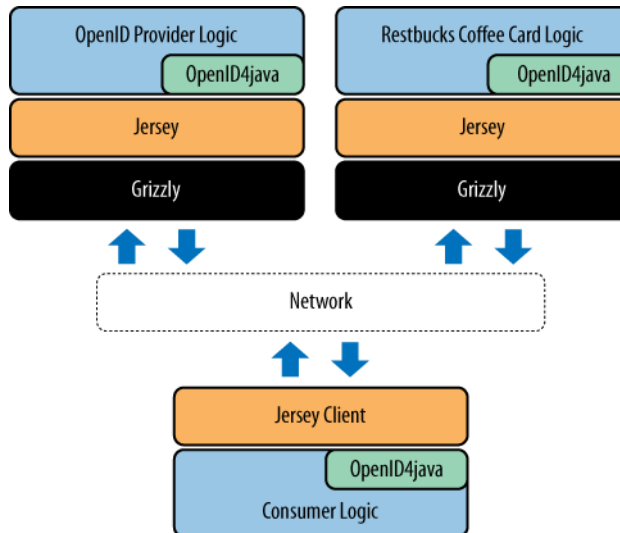 OpenID Provider Logic
OpenID4java
Jersey
Grizzly
Restbucks Coffee Card Logic
OpenID4java
Jersey
Grizzly
Network
Jersey Client
OpenID4java
Consumer Logic